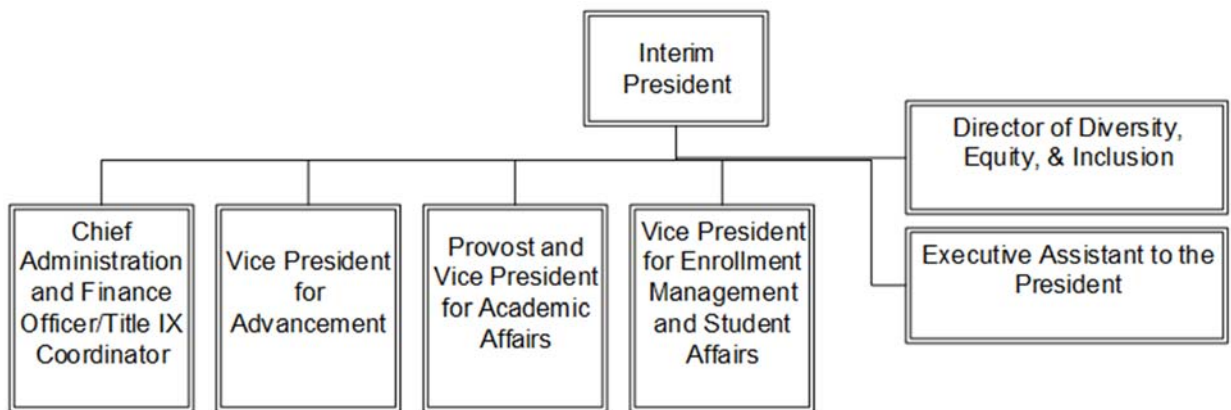 Interim
President
Director of Diversity,
Equity, & Inclusion
Executive Assistant to the
President
Chief
Administration
and Finance
Officer/Title IX
Coordinator
Vice President
for
Advancement
Provost and
Vice President
for Academic
Affairs
Vice President
for Enrollment
Management
and Student
Affairs